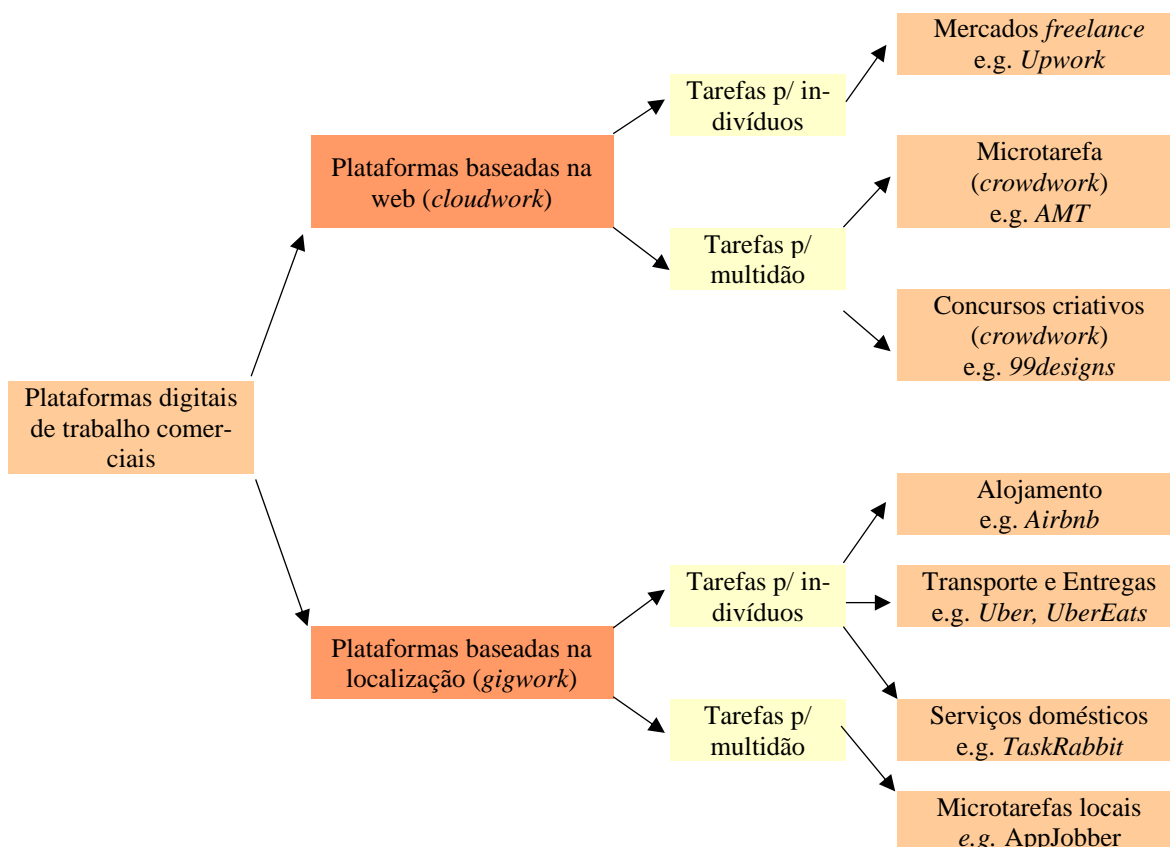 Mercados freelance
e.g. Upwork
Tarefas p/ in-
divíduos
Plataformas baseadas na
web (cloudwork)
Microtarefa
(crowdwork)
e.g. AMT
Tarefas p/
multidão
Concursos criativos
(crowdwork)
e.g. 99designs
Plataformas digitais
de trabalho comer-
ciais
Alojamento
e.g. Airbnb
Tarefas p/ in-
divíduos
Transporte e Entregas
e.g. Uber, UberEats
Plataformas baseadas na
localização (gigwork)
Tarefas p/
multidão
Serviços domésticos
e.g. TaskRabbit
Microtarefas locais
e.g. AppJobber